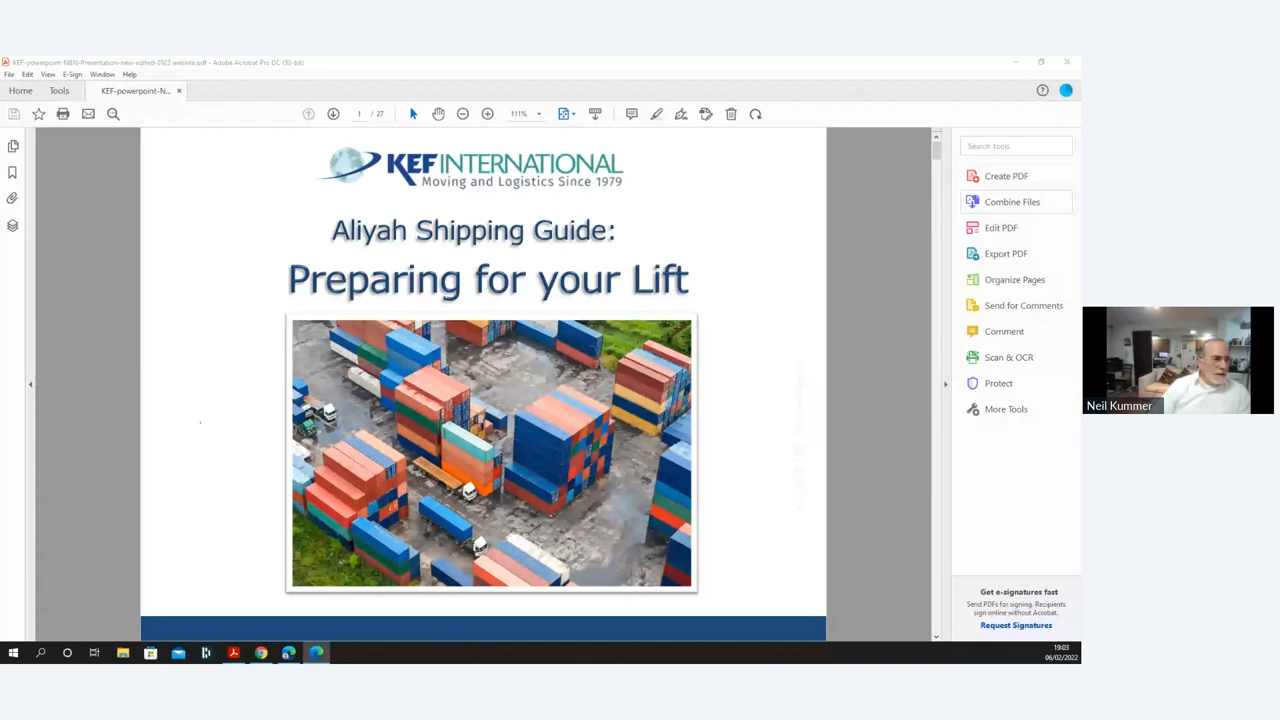 KEF-powerpoint-NBN-Presentation-new-edited-2022 website.pdf - Adobe Acrobat Pro DC (32-bit)
File Edit View E-Sign Window Help
Home Tools KEF-powerpoint-N... ×
1 / 27 111%
KEF INTERNATIONAL
Moving and Logistics Since 1979
Aliyah Shipping Guide:
Preparing for your Lift
Search tools
Create PDF
Combine Files
Edit PDF
Export PDF
Organize Pages
Send for Comments
Comment
Scan & OCR
Protect
More Tools
Get e-signatures fast
Send PDFs for signing. Recipients
sign online without Acrobat.
Request Signatures
Neil Kummer
19:03
06/02/2022